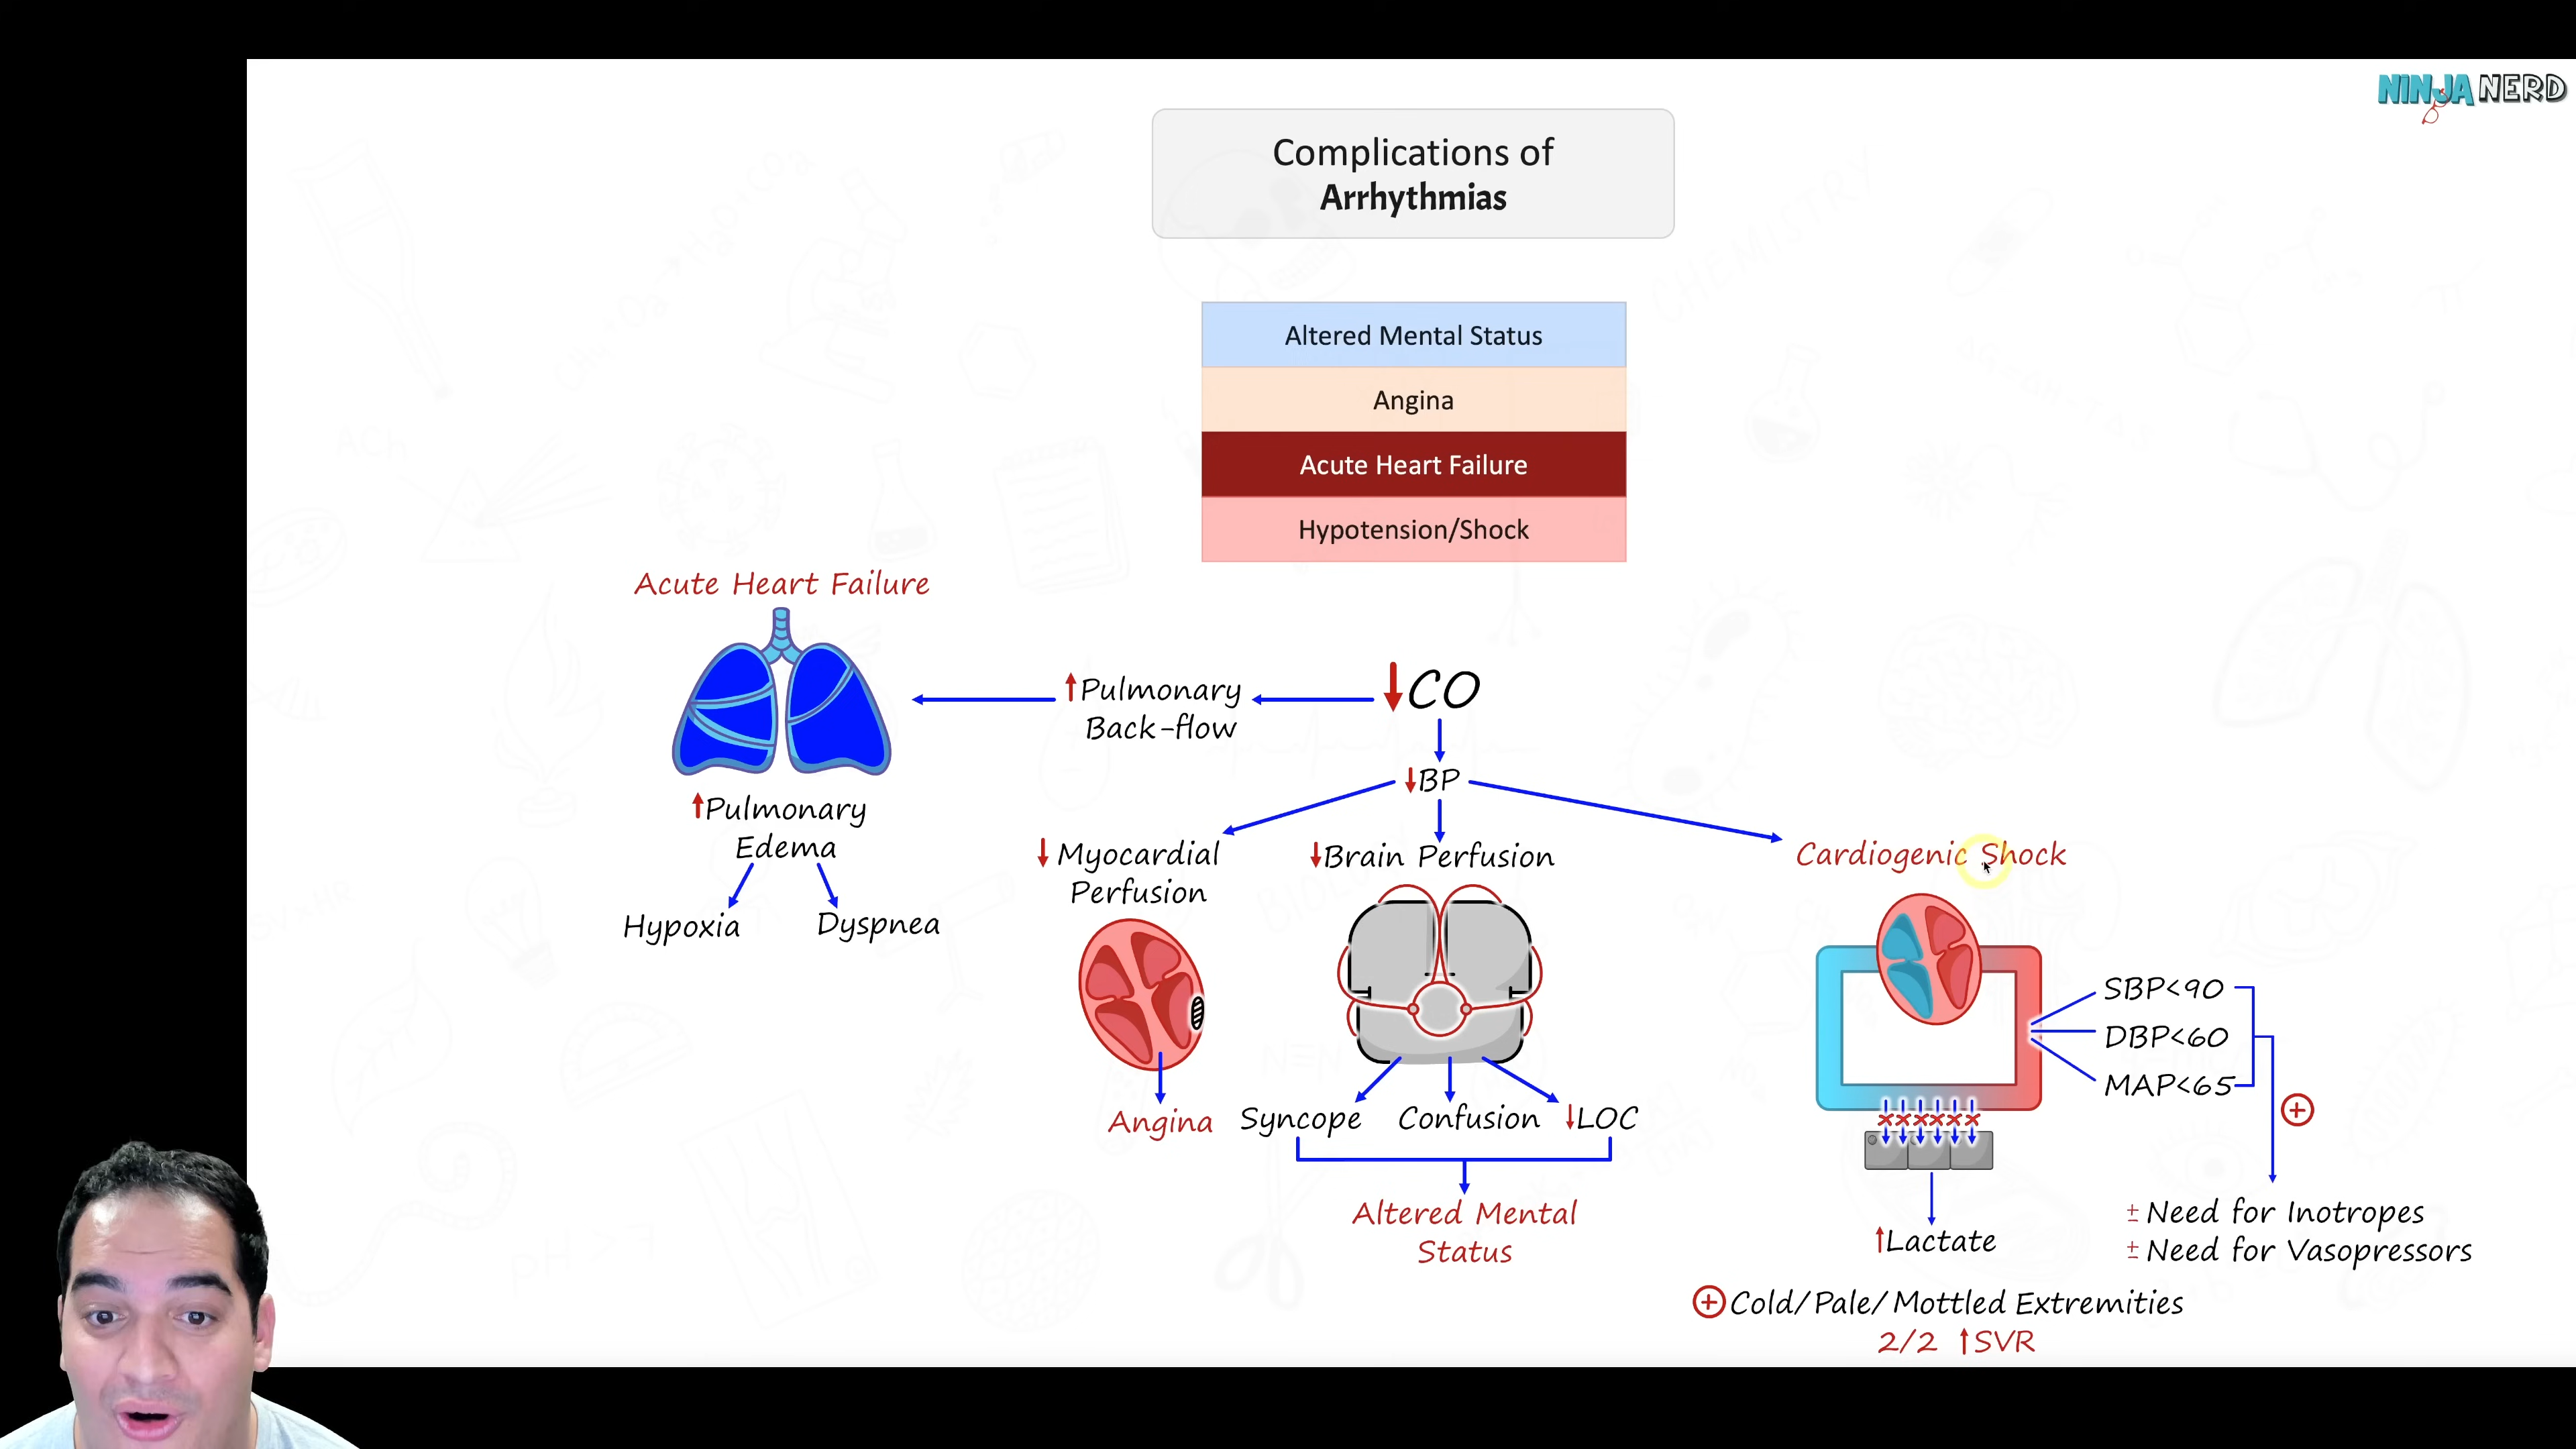 NINJA NERD
Complications of
Arrhythmias
Altered Mental Status
Angina
Acute Heart Failure
Hypotension/Shock
Acute Heart Failure
↑Pulmonary
Back-flow
↓CO
↓BP
↑Pulmonary
Edema
Hypoxia
Dyspnea
↓Myocardial
Perfusion
Angina
↓Brain Perfusion
Syncope
Confusion
↓LOC
Altered Mental
Status
Cardiogenic Shock
SBP<90
DBP<60
MAP<65
+
↑Lactate
± Need for Inotropes
± Need for Vasopressors
+ Cold/Pale/Mottled Extremities
2/2 ↑SVR
CHEMISTRY
ACh